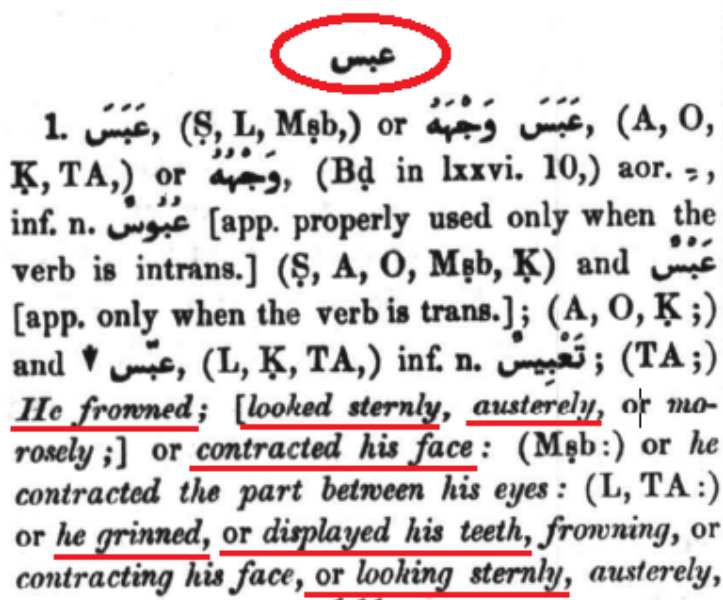 عبس
1. عَبَسَ, (Ṣ, L, Mṣb,) or عَبَسَ وَجْهَهُ, (A, O,
Ḳ, TA,) or وَجْهُهُ, (Bḍ in lxxvi. 10,) aor. ـِ,
inf. n. عُبُوسٌ [app. properly used only when the
verb is intrans.] (Ṣ, A, O, Mṣb, Ḳ) and عَبْسٌ
[app. only when the verb is trans.]; (A, O, Ḳ;)
and ↓ عبّس, (L, Ḳ, TA,) inf. n. تَعْبِيسٌ; (TA;)
He frowned; [looked sternly, austerely, or mo-
rosely;] or contracted his face: (Mṣb:) or he
contracted the part between his eyes: (L, TA:)
or he grinned, or displayed his teeth, frowning, or
contracting his face, or looking sternly, austerely,